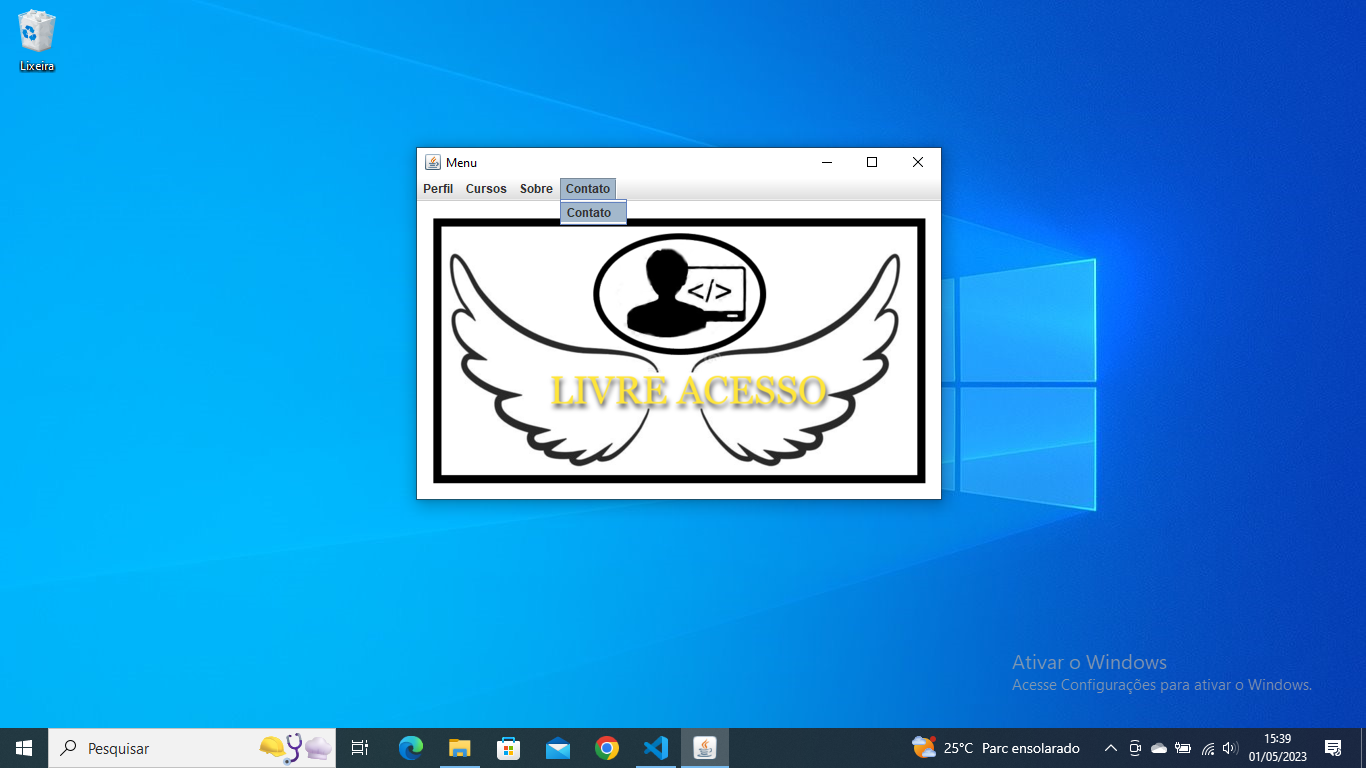 Lixeira
Menu
Perfil Cursos Sobre Contato
Contato
</>
LIVRE ACESSO
Ativar o Windows
Acesse Configurações para ativar o Windows.
Pesquisar
25°C Parc ensolarado
15:39
01/05/2023